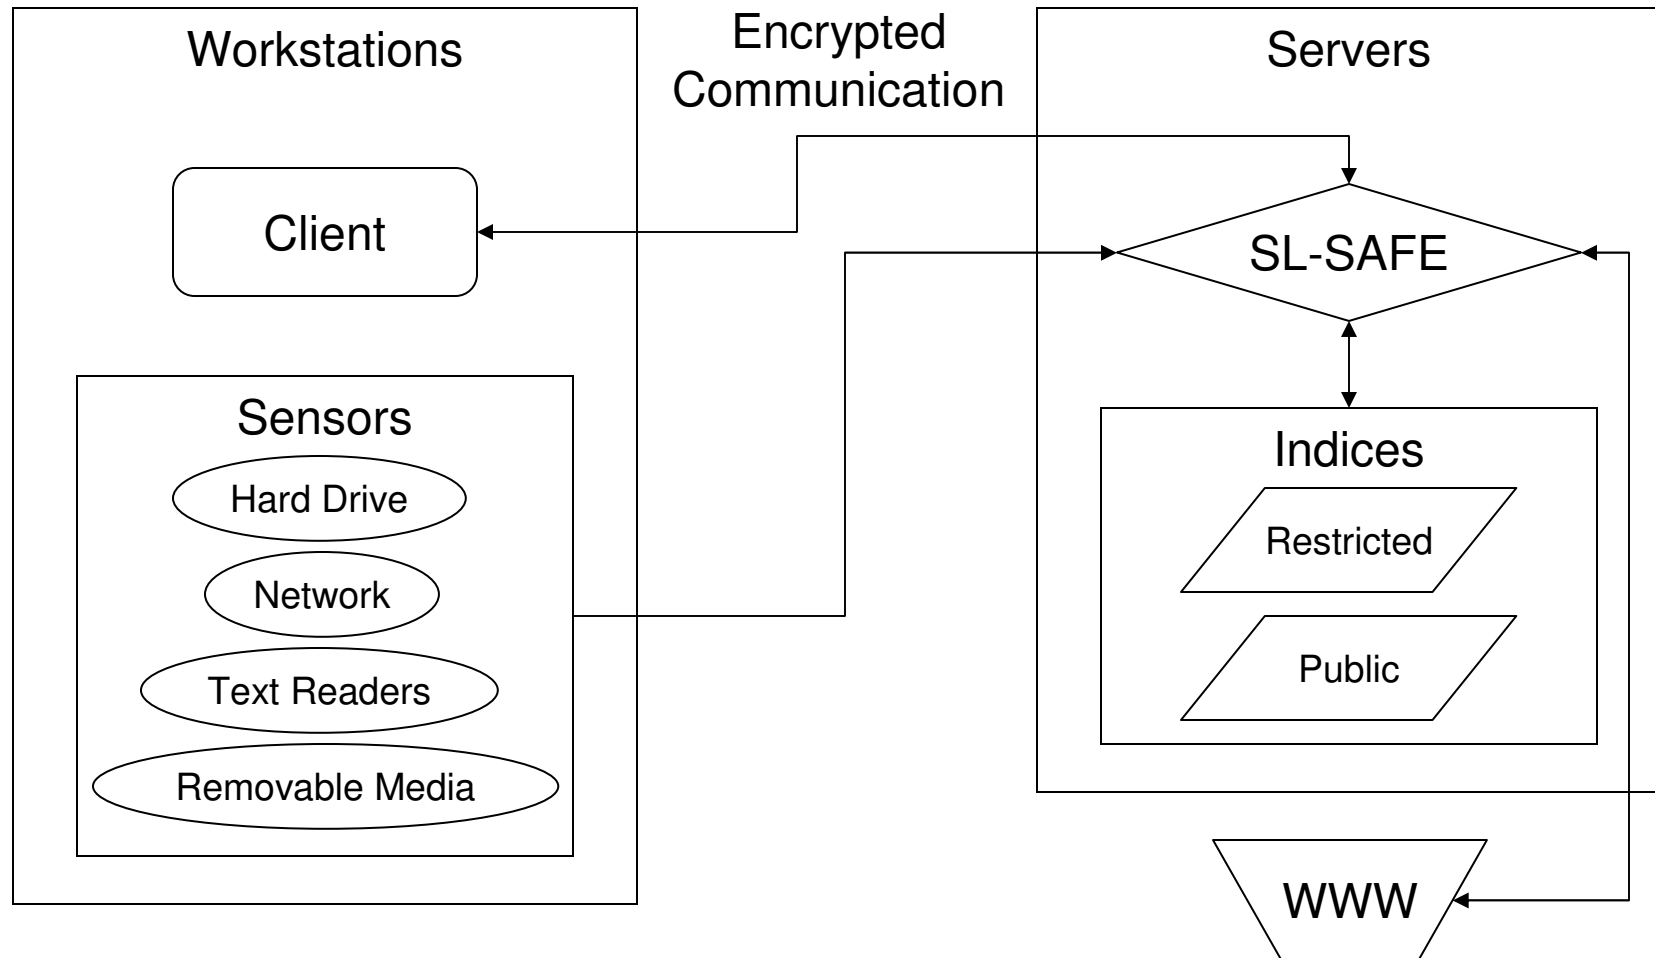 Workstations
Encrypted
Communication
Servers
Client
SL-SAFE
Sensors
Hard Drive
Network
Text Readers
Removable Media
Indices
Restricted
Public
WWW